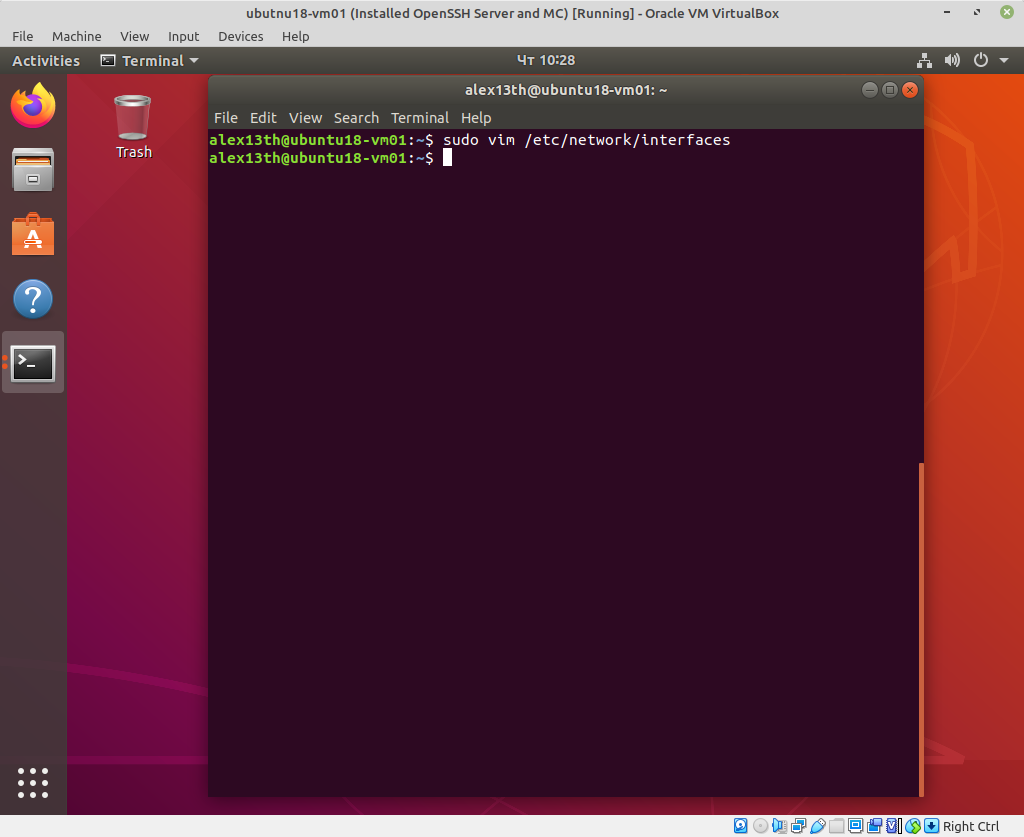 ubutnu18-vm01 (Installed OpenSSH Server and MC) [Running] - Oracle VM VirtualBox
File Machine View Input Devices Help
Activities Terminal Чт 10:28
alex13th@ubuntu18-vm01: ~
File Edit View Search Terminal Help
alex13th@ubuntu18-vm01:~$ sudo vim /etc/network/interfaces
alex13th@ubuntu18-vm01:~$
Trash
Right Ctrl